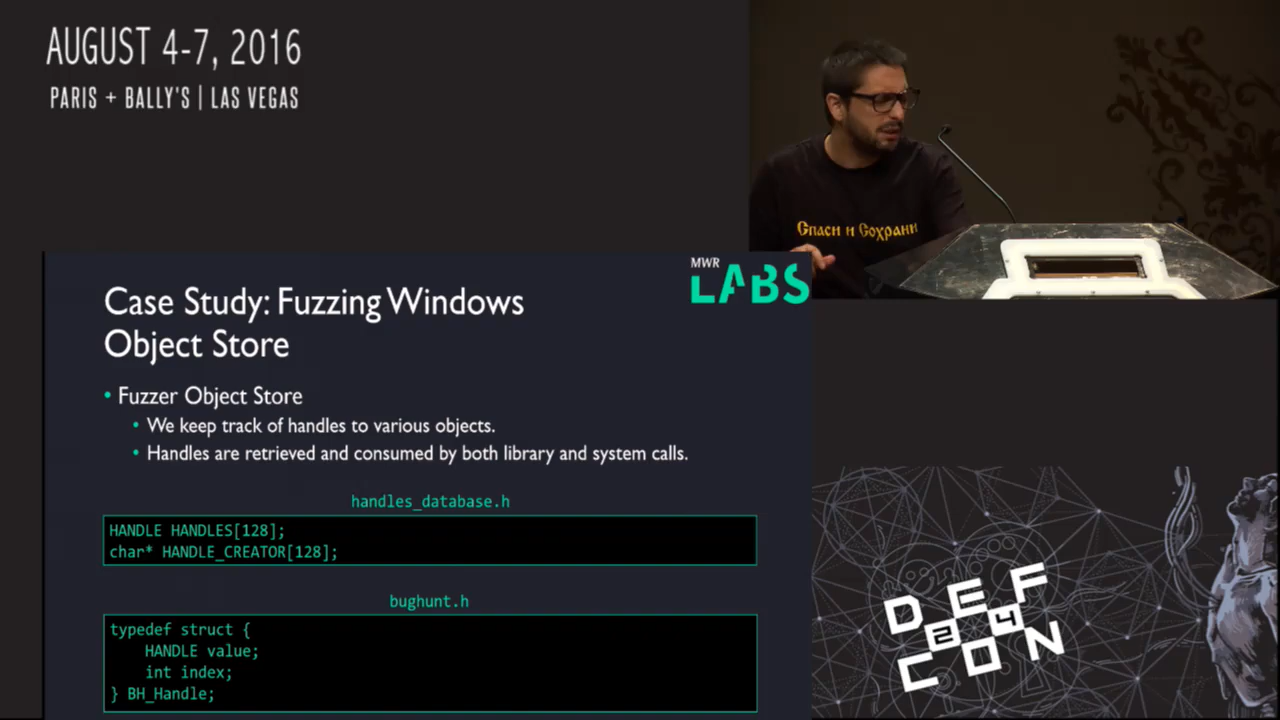 AUGUST 4-7, 2016
PARIS + BALLY'S | LAS VEGAS
Спаси и Сохрани
MWR
LABS
Case Study: Fuzzing Windows
Object Store
• Fuzzer Object Store
• We keep track of handles to various objects.
• Handles are retrieved and consumed by both library and system calls.
handles_database.h
HANDLE HANDLES[128];
char* HANDLE_CREATOR[128];
bughunt.h
typedef struct {
HANDLE value;
int index;
} BH_Handle;
DEF
24
CON